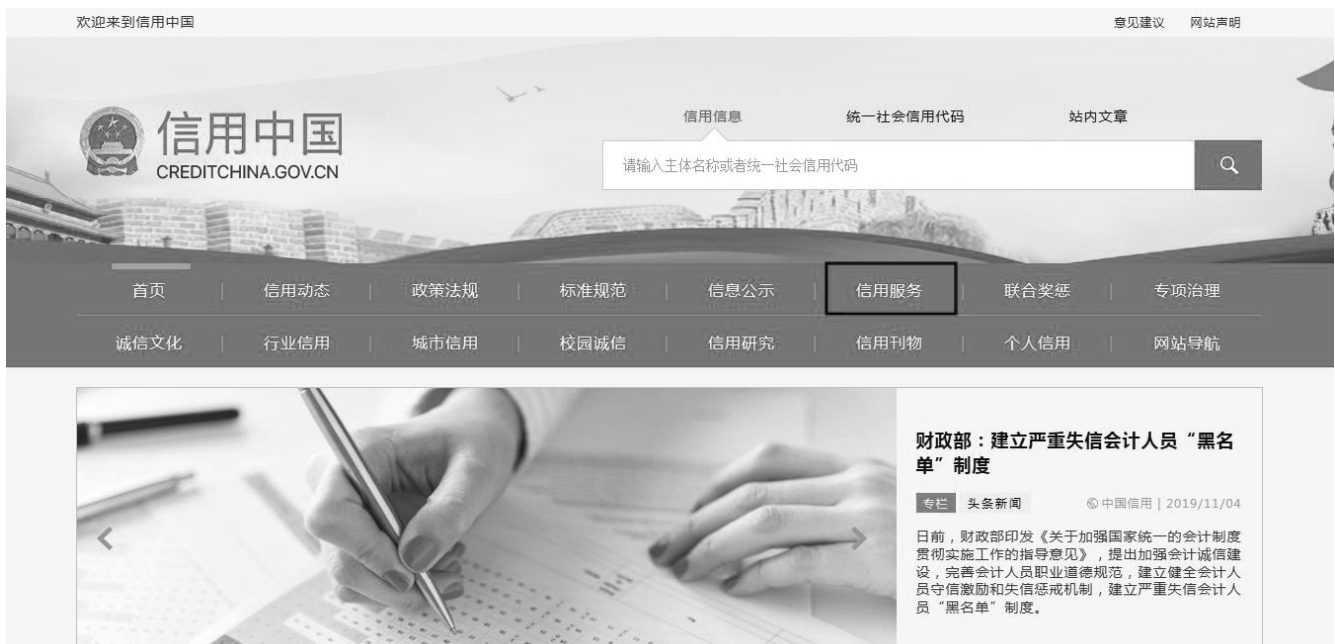 欢迎来到信用中国
意见建议 网站声明
信用信息 统一社会信用代码 站内文章
信用中国
CREDITCHINA.GOV.CN
请输入主体名称或者统一社会信用代码
首页 信用动态 政策法规 标准规范 信息公示 信用服务 联合奖惩 专项治理
诚信文化 行业信用 城市信用 校园诚信 信用研究 信用刊物 个人信用 网站导航
财政部：建立严重失信会计人员“黑名
单”制度
专栏 头条新闻 中国信用 | 2019/11/04
日前，财政部印发《关于加强国家统一的会计制度
贯彻实施工作的指导意见》，提出加强会计诚信建
设，完善会计人员职业道德规范，建立健全会计人
员守信激励和失信惩戒机制，建立严重失信会计人
员“黑名单”制度。